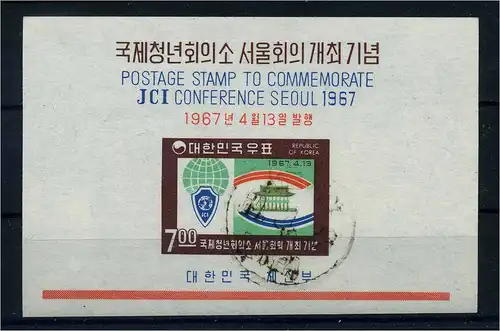 국제청년회의소 서울회의 개최 기념
POSTAGE STAMP TO COMMEMORATE
JCI CONFERENCE SEOUL 1967
1967년 4월 13일 발행
대한민국우표
REPUBLIC OF KOREA
1967.4.13
JCI
7.00
국제청년회의소 서울회의 개최 기념
대한민국 체 부